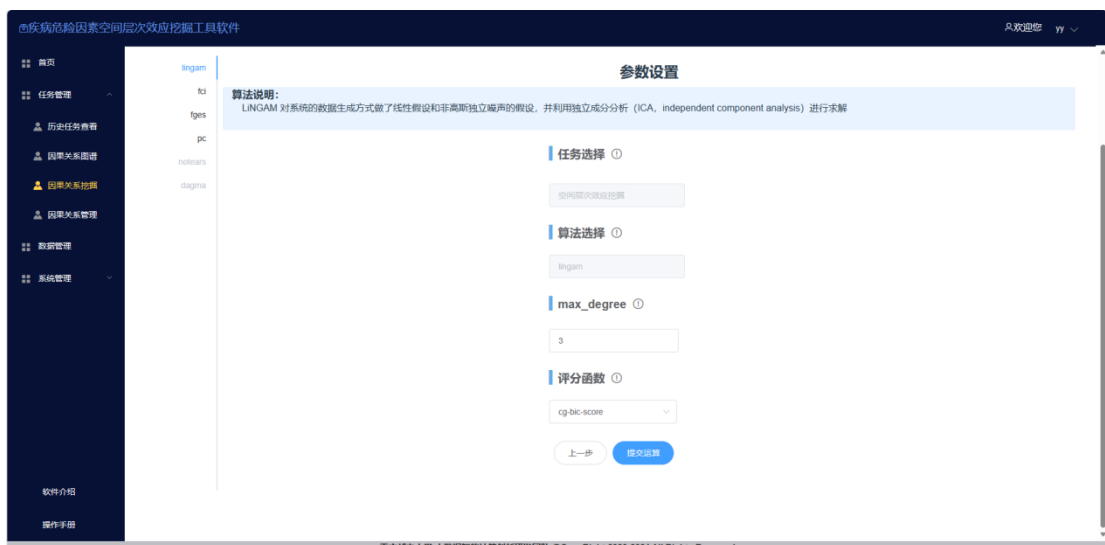 疾病危险因素空间层次效应挖掘工具软件
欢迎您 yy
首页
任务管理
历史任务查看
因果关系图谱
因果关系挖掘
因果关系管理
数据管理
系统管理
软件介绍
操作手册
lingam
fci
fges
pc
notears
dagma
参数设置
算法说明：
LiNGAM 对系统的数据生成方式做了线性假设和非高斯独立噪声的假设，并利用独立成分分析（ICA，independent component analysis）进行求解
任务选择
空间层次效应挖掘
算法选择
lingam
max_degree
3
评分函数
cg-bic-score
上一步
提交运算